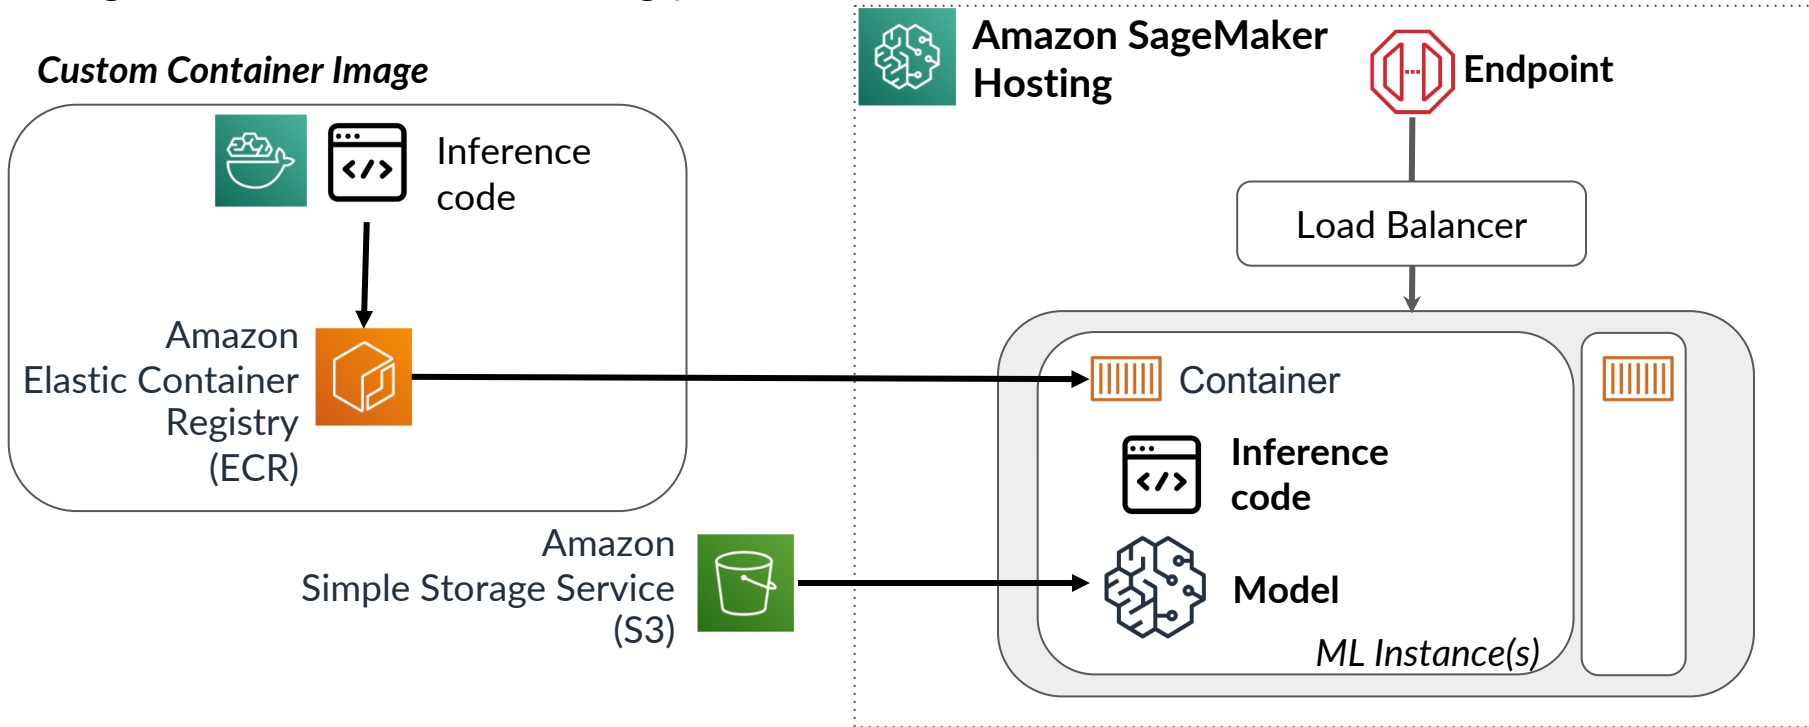 Custom Container Image
Inference
code
Amazon
Elastic Container
Registry
(ECR)
Amazon
Simple Storage Service
(S3)
Amazon SageMaker
Hosting
Endpoint
Load Balancer
Container
Inference
code
Model
ML Instance(s)